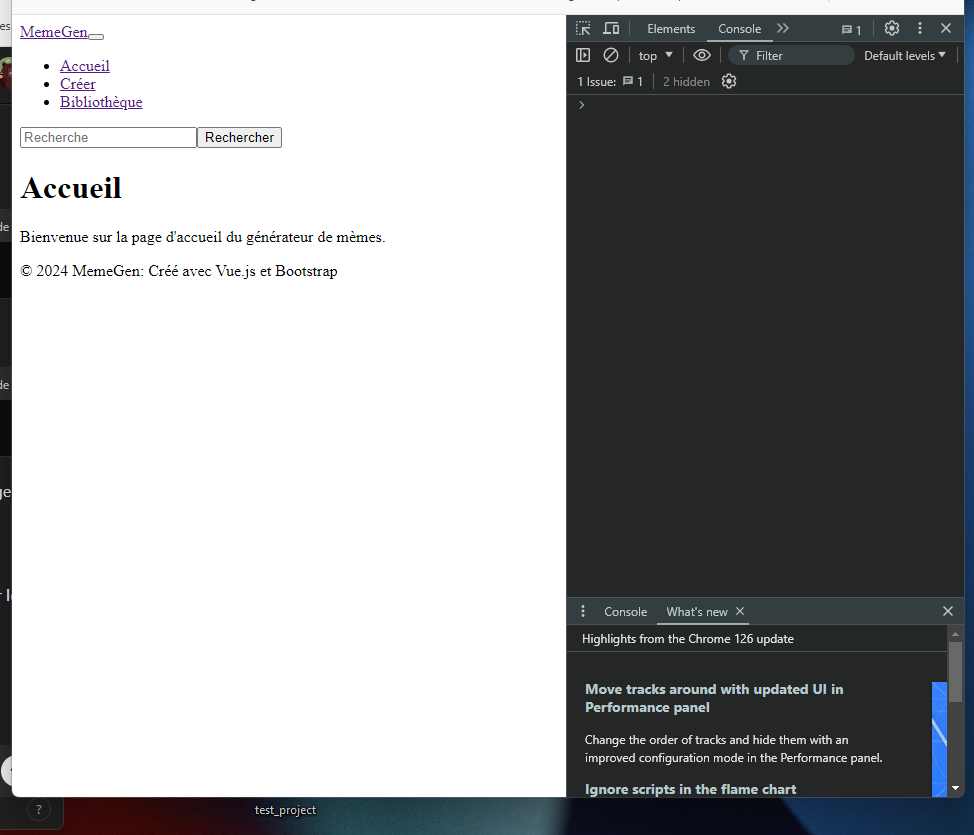 MemeGen
Accueil
Créer
Bibliothèque
Recherche Rechercher
Accueil
Bienvenue sur la page d'accueil du générateur de mèmes.
© 2024 MemeGen: Créé avec Vue.js et Bootstrap
Elements Console 1
top Filter Default levels
1 Issue: 1 2 hidden
Console What's new
Highlights from the Chrome 126 update
Move tracks around with updated UI in
Performance panel
Change the order of tracks and hide them with an
improved configuration mode in the Performance panel.
Ignore scripts in the flame chart
? test_project